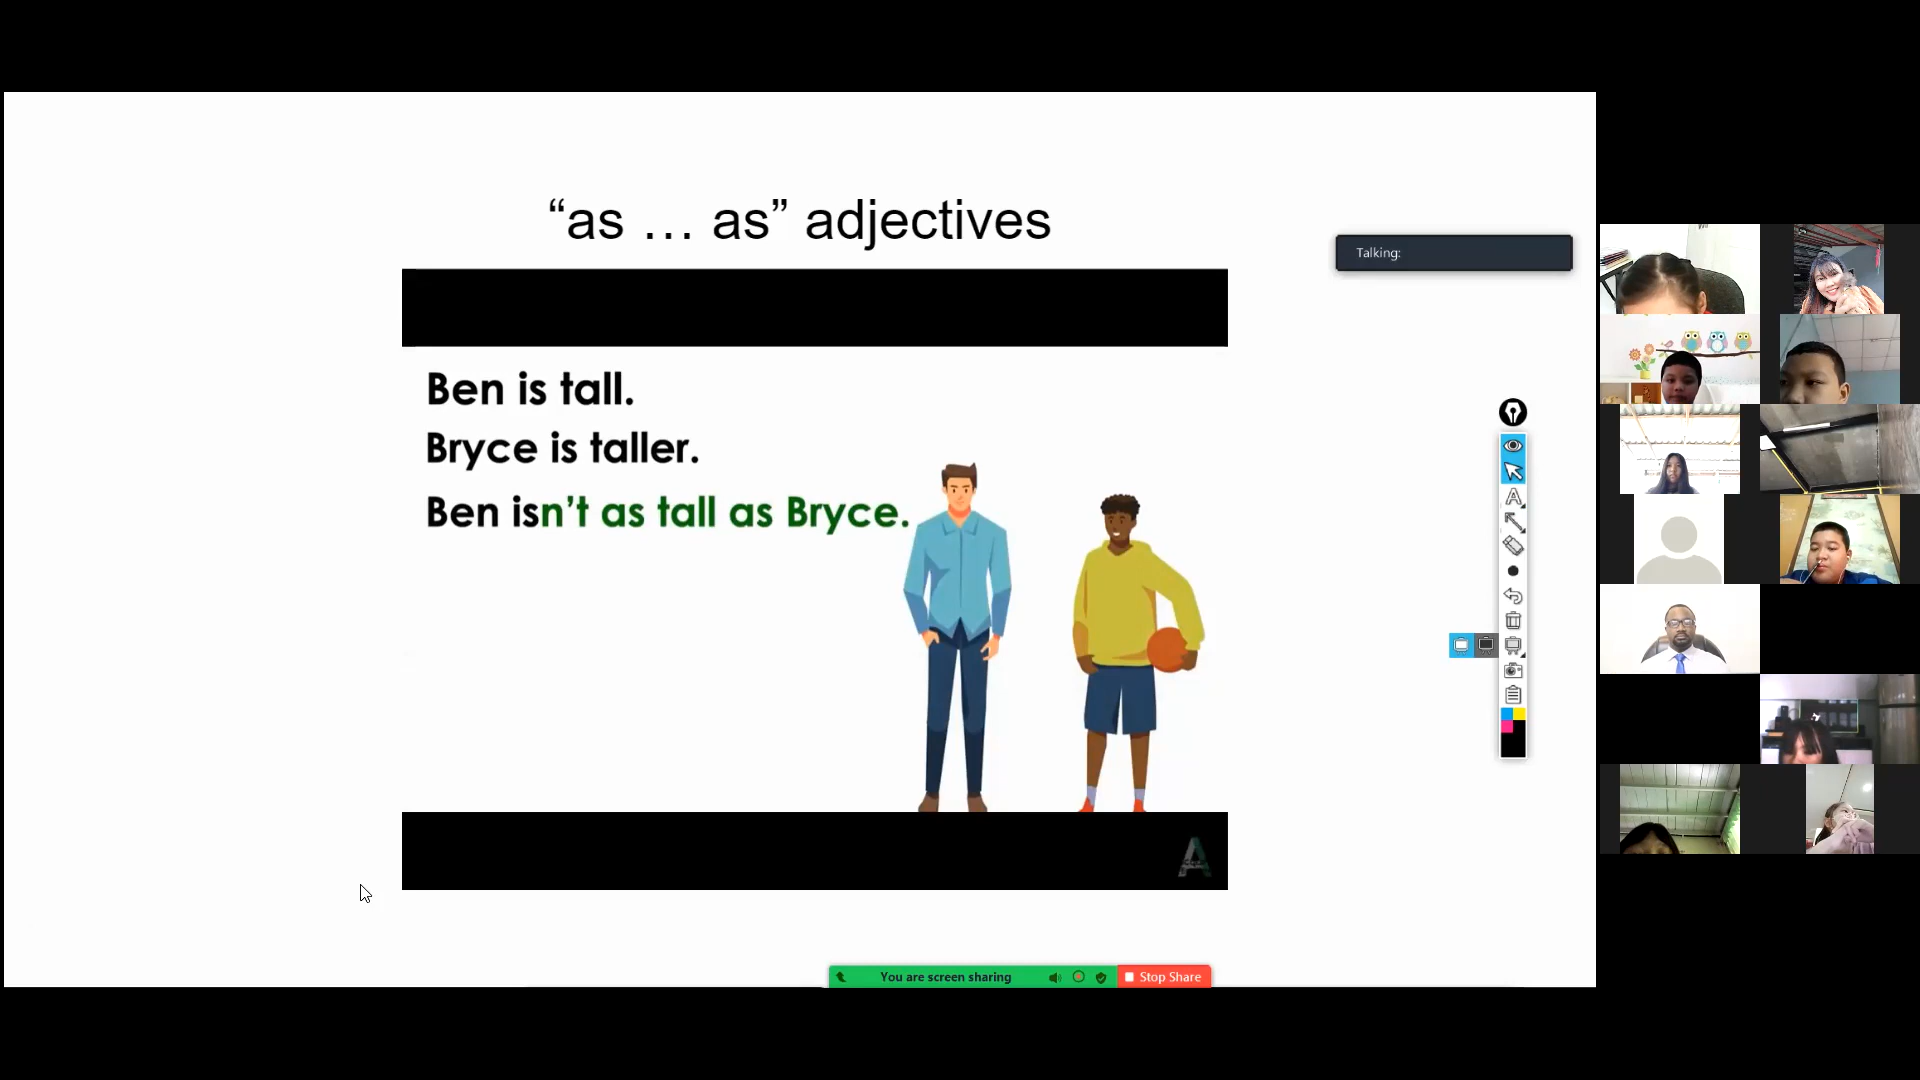 “as … as” adjectives
Talking:
Ben is tall.
Bryce is taller.
Ben isn’t as tall as Bryce.
You are screen sharing
Stop Share